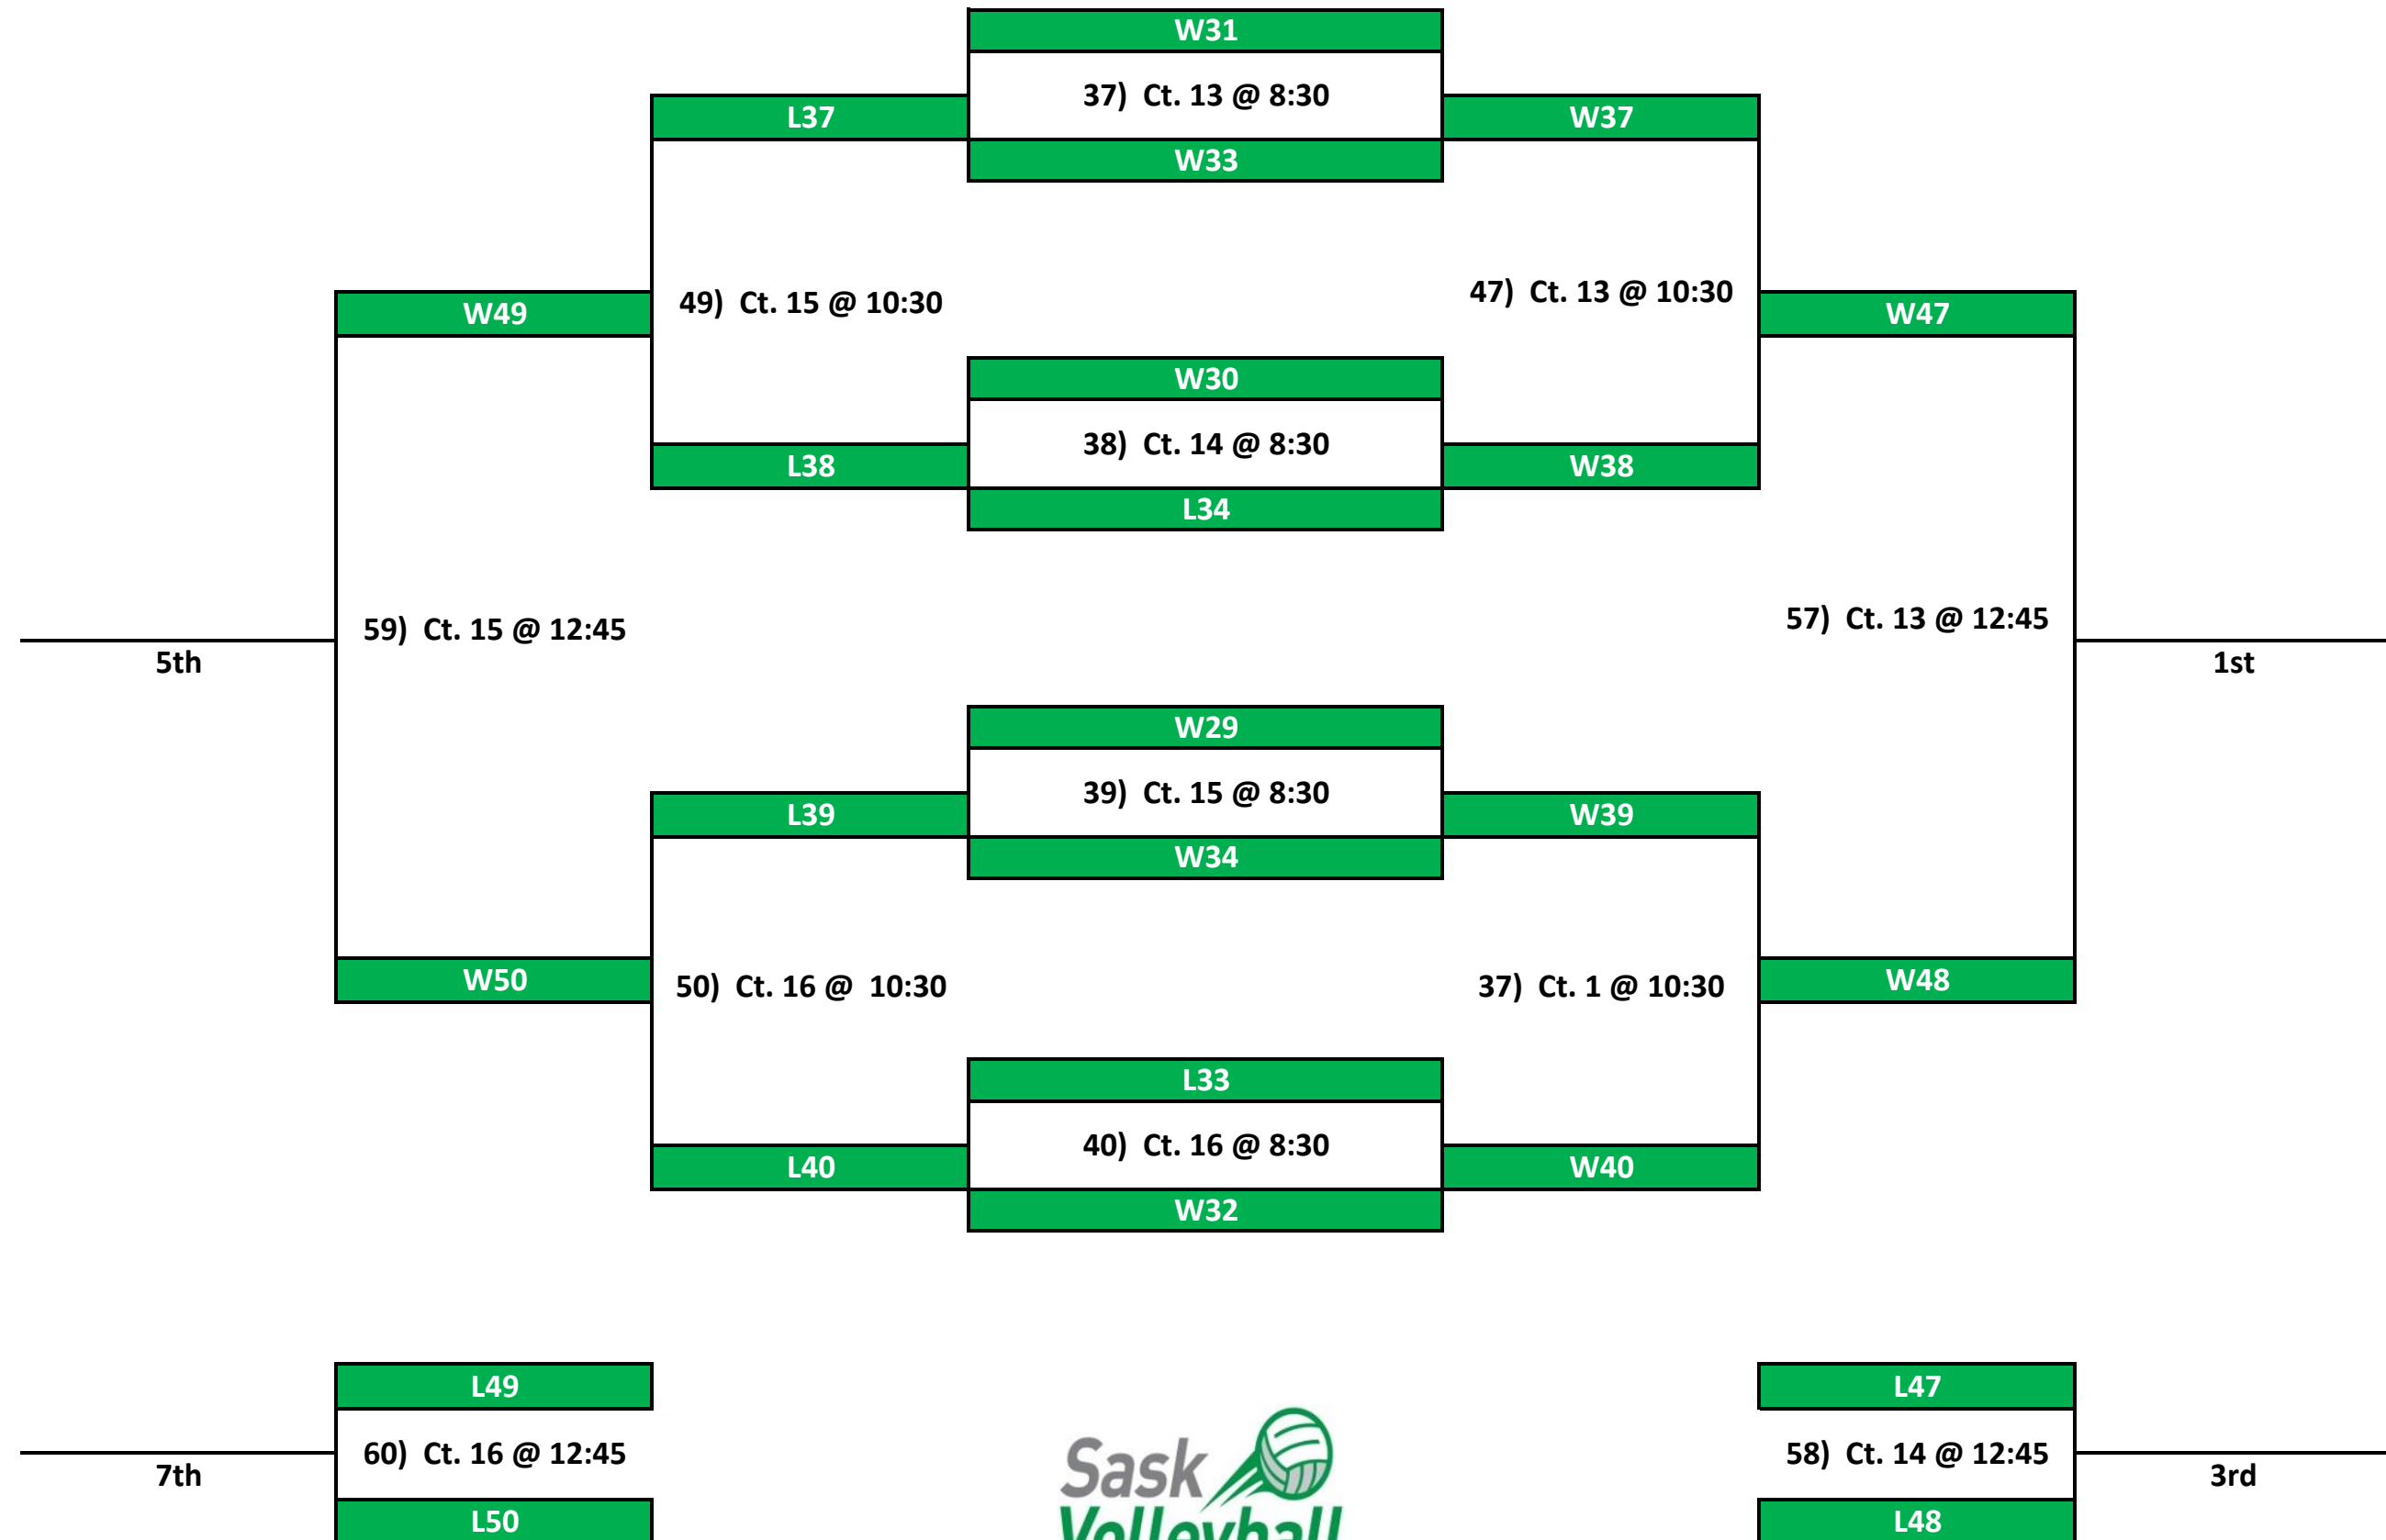 W31
37)  Ct. 13 @ 8:30
L37
W37
W33
49)  Ct. 15 @ 10:30
47)  Ct. 13 @ 10:30
W49
W47
W30
38)  Ct. 14 @ 8:30
L38
W38
L34
59)  Ct. 15 @ 12:45
57)  Ct. 13 @ 12:45
5th
1st
W29
39)  Ct. 15 @ 8:30
L39
W39
W34
W50
50)  Ct. 16 @  10:30
37)  Ct. 1 @ 10:30
W48
L33
40)  Ct. 16 @ 8:30
L40
W40
W32
L49
L47
60)  Ct. 16 @ 12:45
58)  Ct. 14 @ 12:45
7th
3rd
L50
L48
Sask
Volleyball